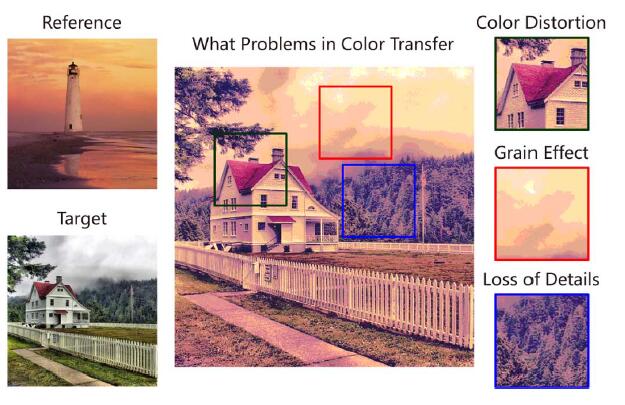 Reference
Target
What Problems in Color Transfer
Color Distortion
Grain Effect
Loss of Details